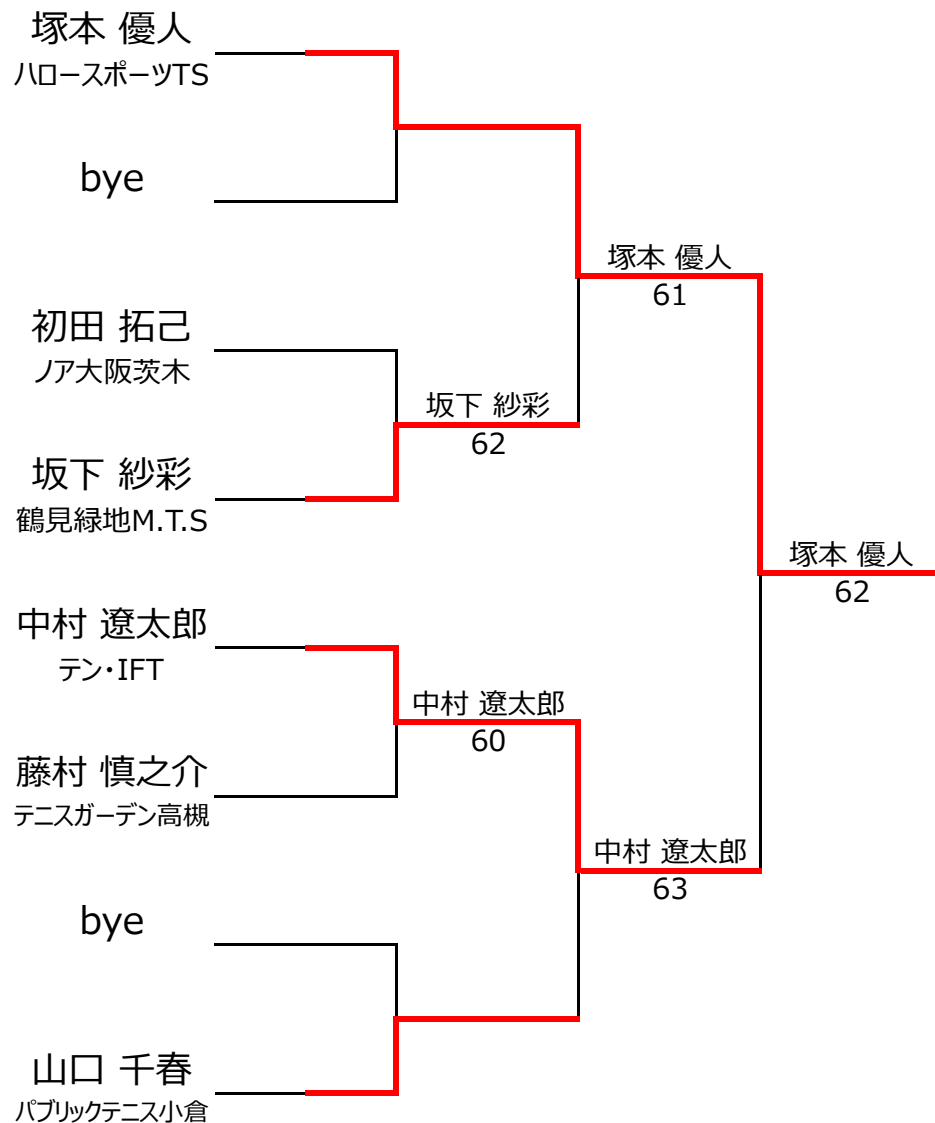 塚本 優人
ハロースポーツTS
bye
初田 拓己
ノア大阪茨木
坂下 紗彩
鶴見緑地M.T.S
中村 遼太郎
テン・IFT
藤村 慎之介
テニスガーデン高槻
bye
山口 千春
パブリックテニス小倉
坂下 紗彩
62
中村 遼太郎
60
塚本 優人
61
中村 遼太郎
63
塚本 優人
62